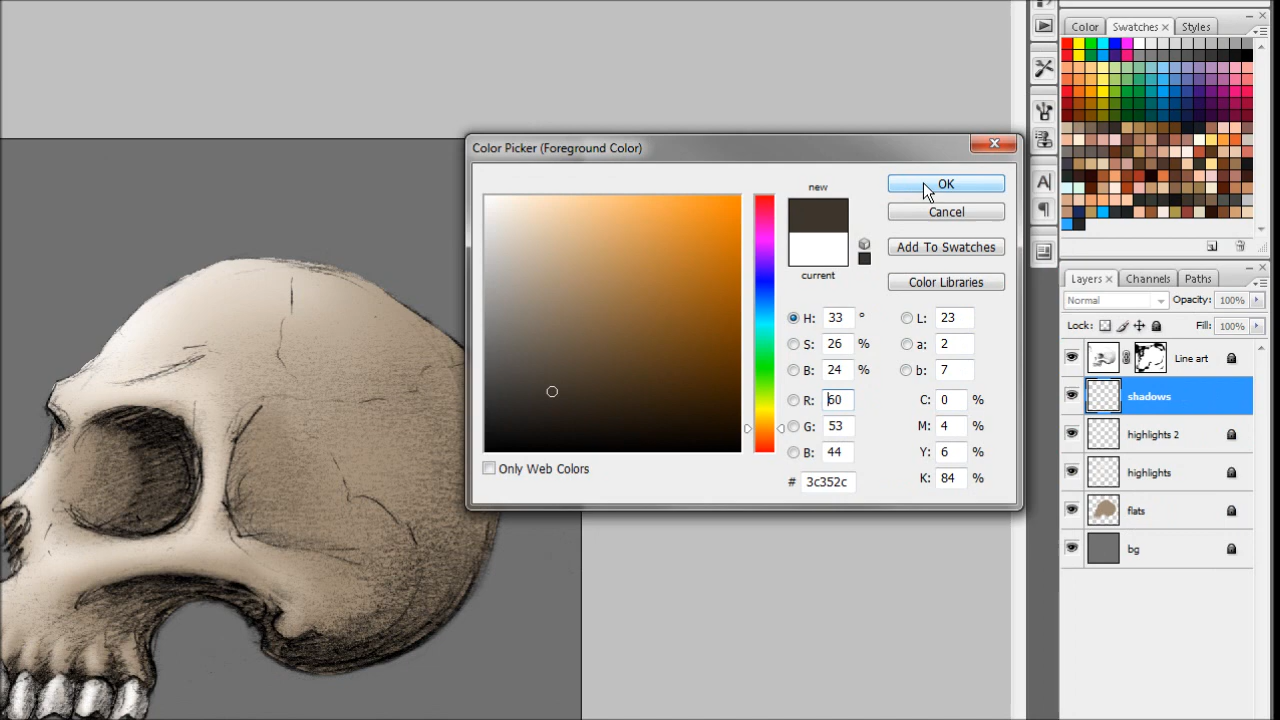 Color Swatches × Styles
Color Picker (Foreground Color)
new
current
OK
Cancel
Add To Swatches
Color Libraries
H: 33 °
S: 26 %
B: 24 %
R: 60
G: 53
B: 44
# 3c352c
L: 23
a: 2
b: 7
C: 0 %
M: 4 %
Y: 6 %
K: 84 %
Only Web Colors
Layers × Channels Paths
Normal Opacity: 100%
Lock: Fill: 100%
Line art
shadows
highlights 2
highlights
flats
bg